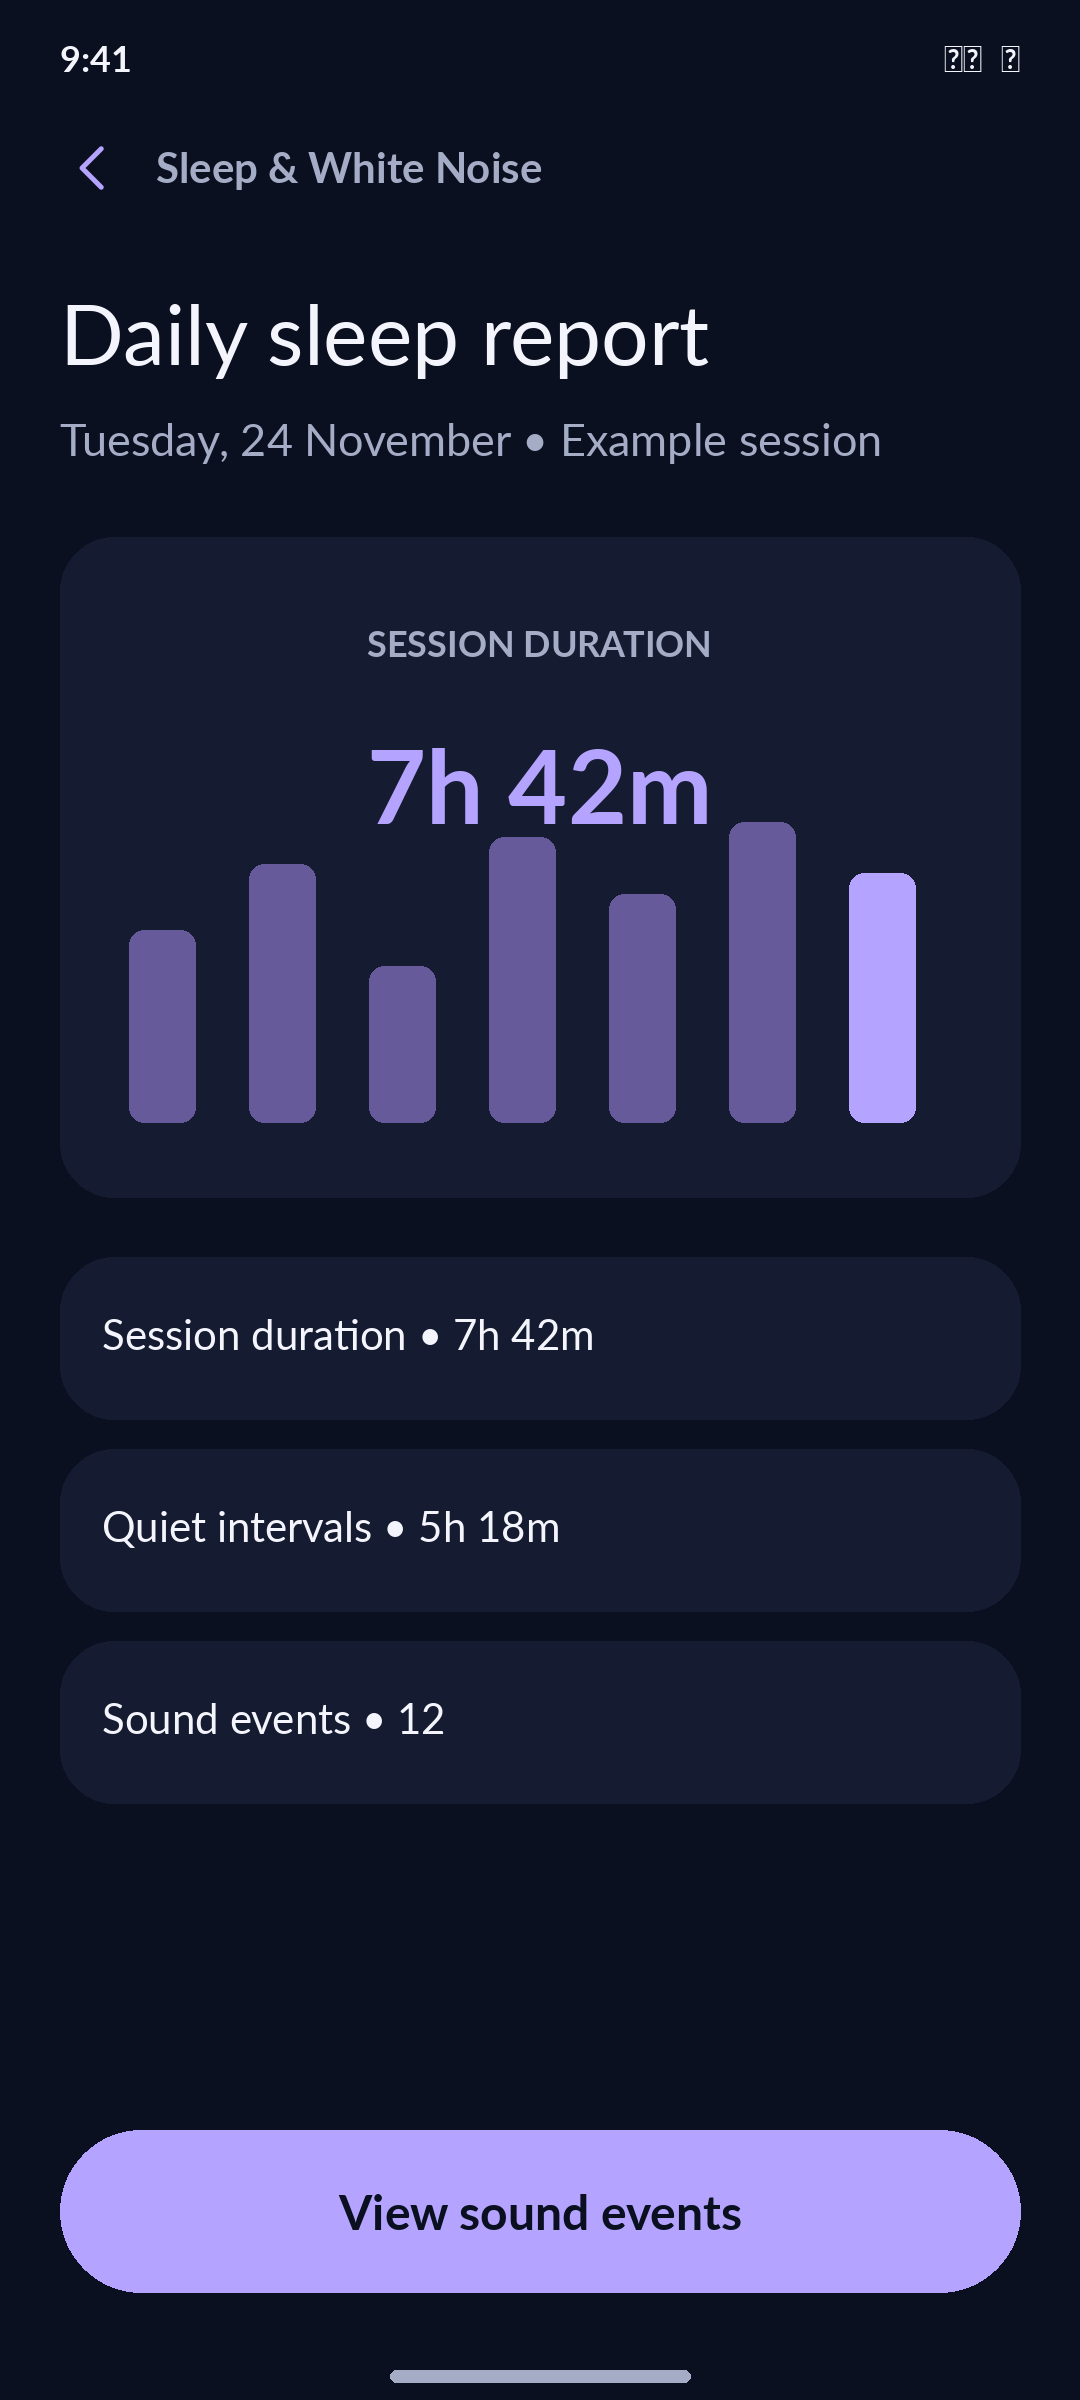 9:41
Sleep & White Noise
Daily sleep report
Tuesday, 24 November • Example session
SESSION DURATION
7h 42m
Session duration • 7h 42m
Quiet intervals • 5h 18m
Sound events • 12
View sound events